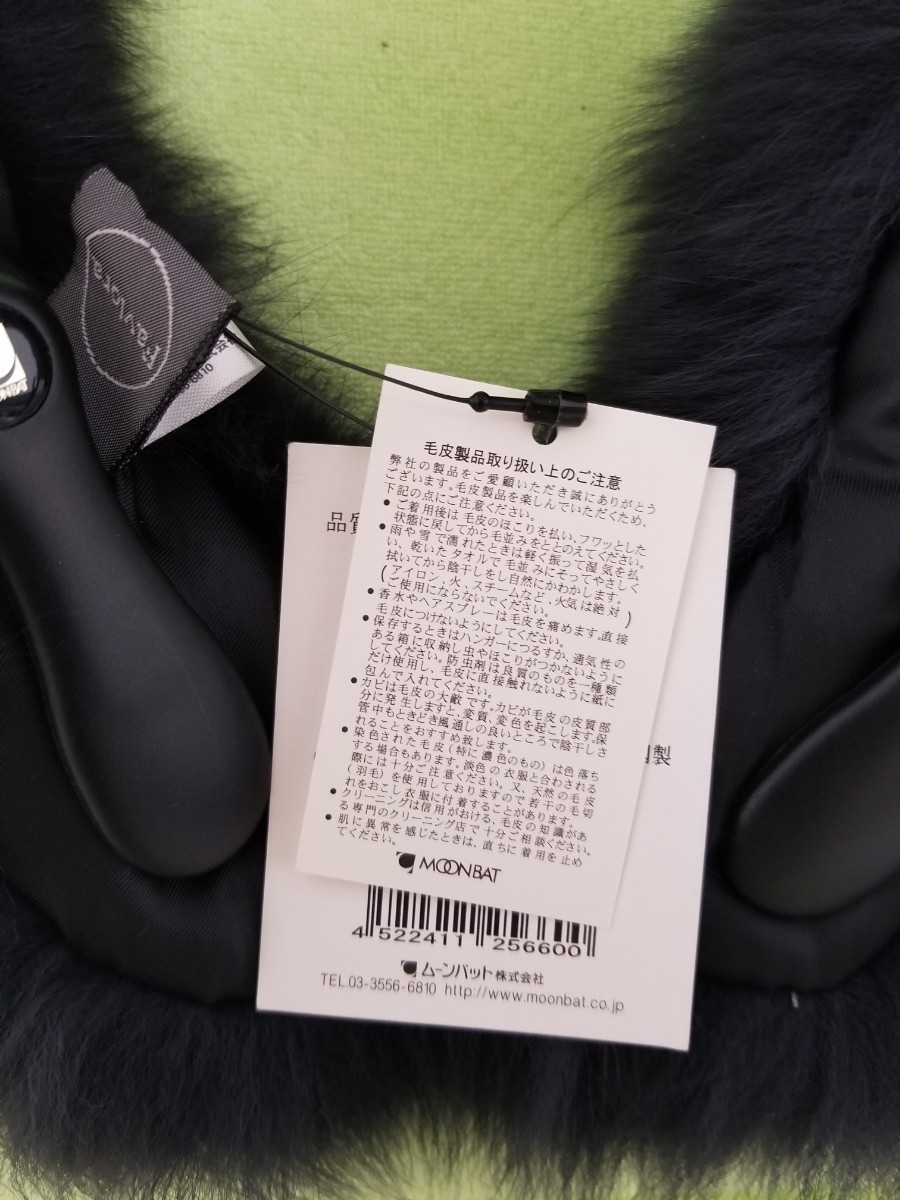 travlora
6810
毛皮製品取り扱い上のご注意
弊社の製品をご愛顧いただき誠にありがとう
ございます。毛皮製品を楽しんでいただくため、
下記の点にご注意ください。
● ご着用後は毛皮のほこりを払い、フワッとした
状態に戻してから毛並みをととのえてください。
● 雨や雪で濡れたときは軽く振って湿気を払
い、乾いたタオルで毛並みにそってやさしく
拭いてから陰干しをし自然にかわかします。
(アイロン、火、スチームなど、火気は絶対
ご使用にならないでください。)
● 香水やヘアスプレーは毛皮を痛めます。直接
毛皮につけないようにしてください。
● 保存するときはハンガーにつるすか、通気性の
ある箱に収納し虫やほこりがつかないように
してください。防虫剤は良質のものを一種類
だけ使用し、毛皮に直接触れないように紙に
包んで入れてください。
● カビは毛皮の大敵です。カビが毛皮の皮質部
分に発生しますと、変質、変色を起こします。保
管中もときどき風通しの良いところで陰干しさ
れることをおすすめ致します。
● 染色された毛皮(特に濃色のもの)は色落ち
する場合もあります。淡色の衣服と合わされる
際には十分ご注意ください。又、天然の毛皮
(羽毛)を使用しておりますので若干の毛切
れをおこし衣服に付着することがあります。
● クリーニングは信用がおける、毛皮の知識があ
る専門のクリーニング店で十分ご相談ください。
● 肌に異常を感じたときは、直ちに着用を止め
てください。
MOONBAT
品質
製
4 522411 256600
ムーンバット株式会社
TEL.03-3556-6810 http://www.moonbat.co.jp